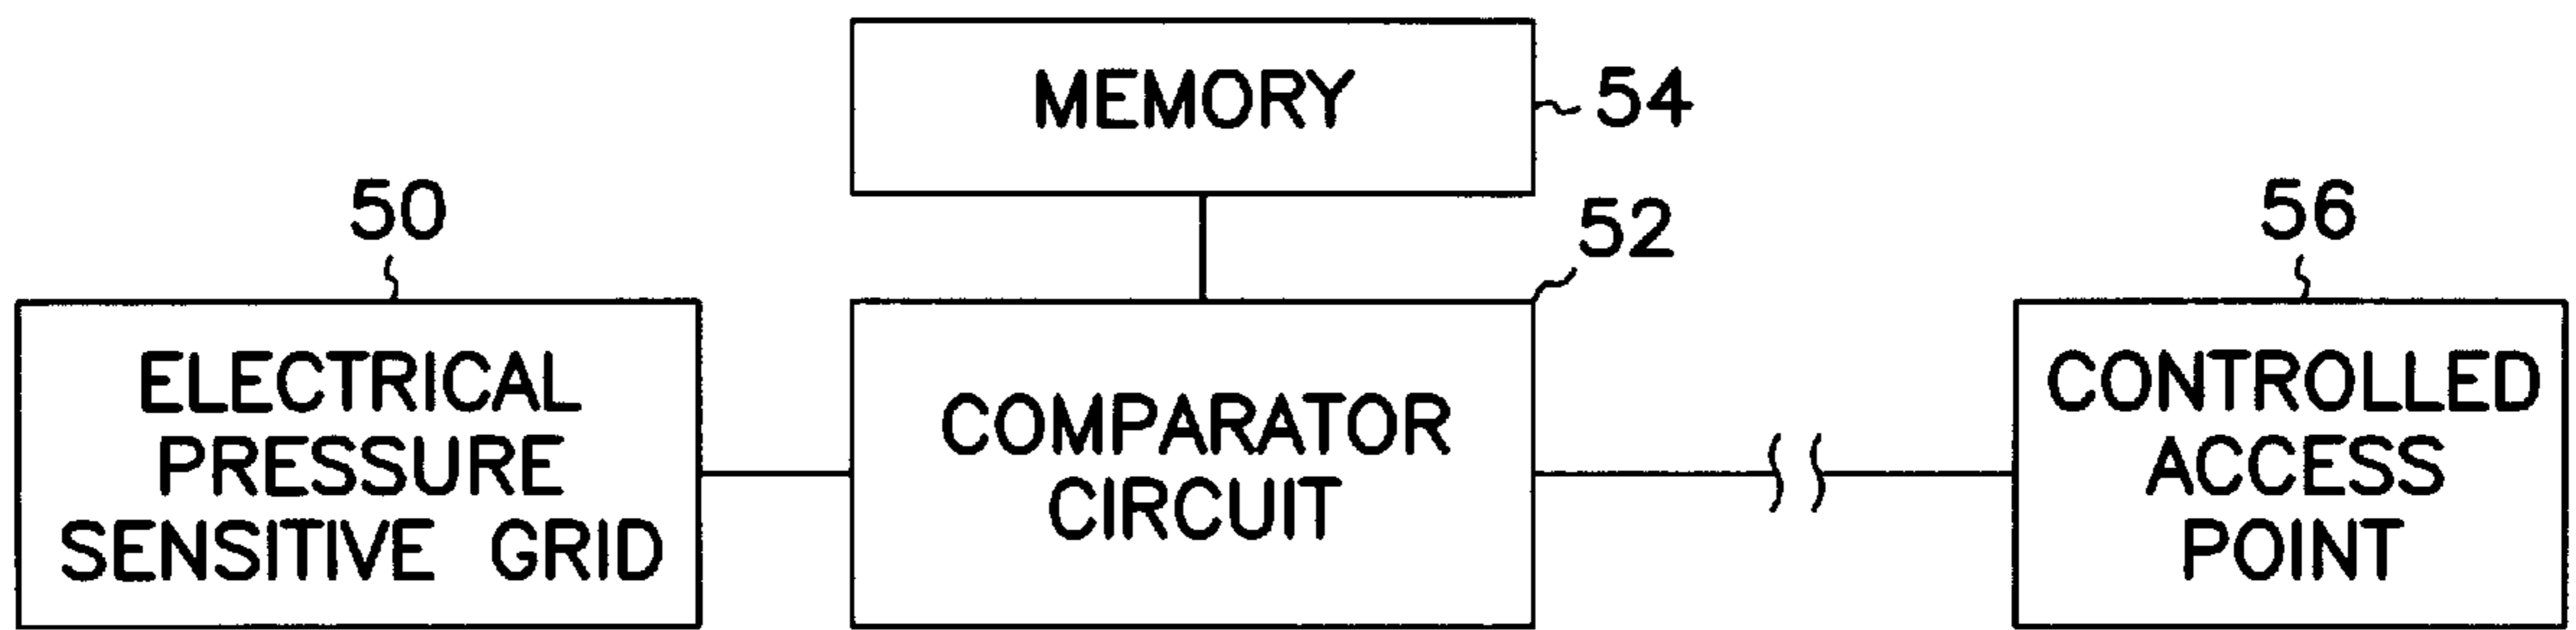 MEMORY
54
50
52
56
ELECTRICAL
PRESSURE
SENSITIVE GRID
COMPARATOR
CIRCUIT
CONTROLLED
ACCESS
POINT